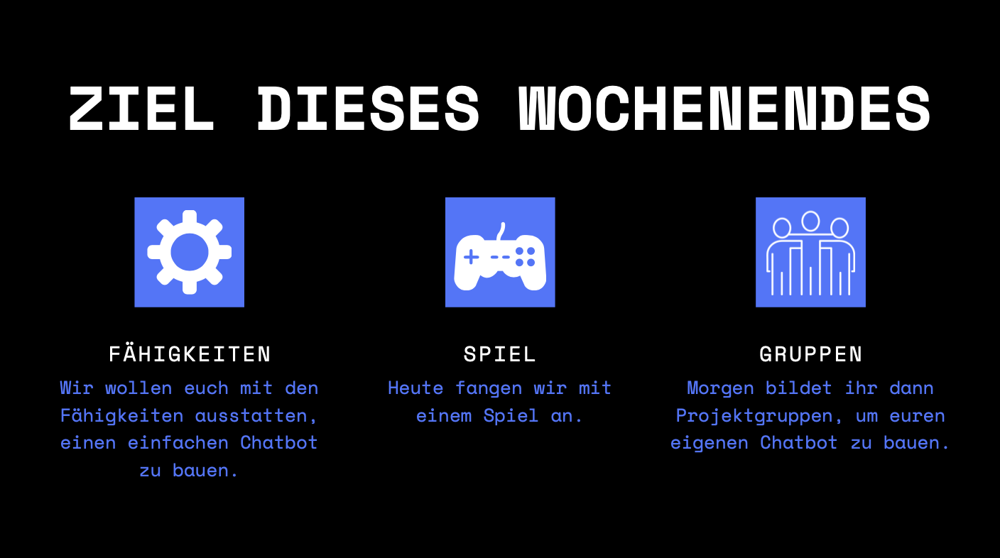 ZIEL DIESES WOCHENENDES
FÄHIGKEITEN
Wir wollen euch mit den
Fähigkeiten ausstatten,
einen einfachen Chatbot
zu bauen.
SPIEL
Heute fangen wir mit
einem Spiel an.
GRUPPEN
Morgen bildet ihr dann
Projektgruppen, um euren
eigenen Chatbot zu bauen.